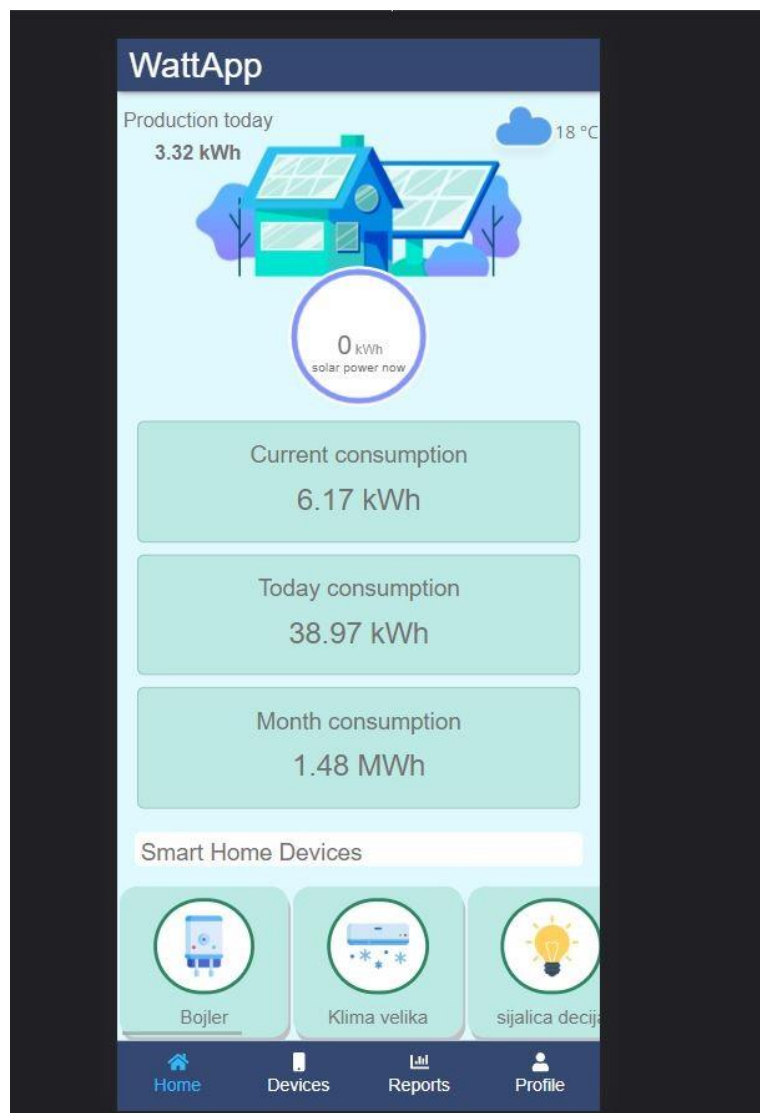 WattApp
Production today
3.32 kWh
18 °C
0 kWh
solar power now
Current consumption
6.17 kWh
Today consumption
38.97 kWh
Month consumption
1.48 MWh
Smart Home Devices
Bojler
Klima velika
sijalica decija
Home
Devices
Reports
Profile